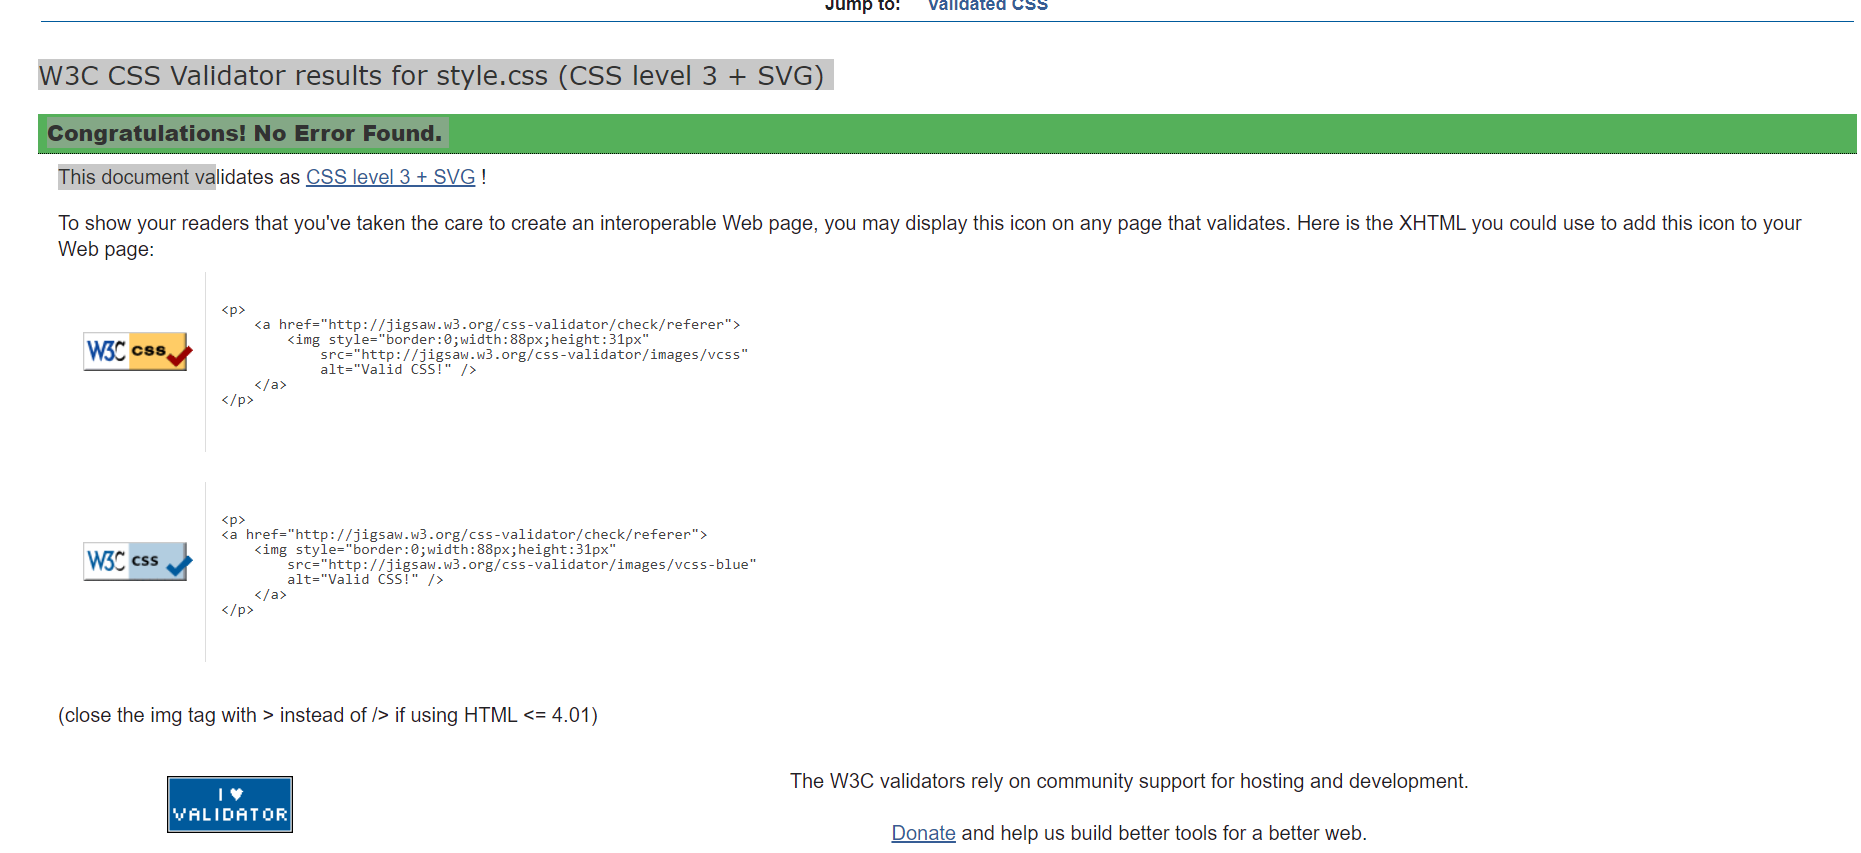 Jump to: Validated CSS
W3C CSS Validator results for style.css (CSS level 3 + SVG)
Congratulations! No Error Found.
This document validates as CSS level 3 + SVG !
To show your readers that you've taken the care to create an interoperable Web page, you may display this icon on any page that validates. Here is the XHTML you could use to add this icon to your
Web page:
W3C css
<p>
<a href="http://jigsaw.w3.org/css-validator/check/referer">
<img style="border:0;width:88px;height:31px"
src="http://jigsaw.w3.org/css-validator/images/vcss"
alt="Valid CSS!" />
</a>
</p>
W3C css
<p>
<a href="http://jigsaw.w3.org/css-validator/check/referer">
<img style="border:0;width:88px;height:31px"
src="http://jigsaw.w3.org/css-validator/images/vcss-blue"
alt="Valid CSS!" />
</a>
</p>
(close the img tag with > instead of /> if using HTML <= 4.01)
I ♥
VALIDATOR
The W3C validators rely on community support for hosting and development.
Donate and help us build better tools for a better web.